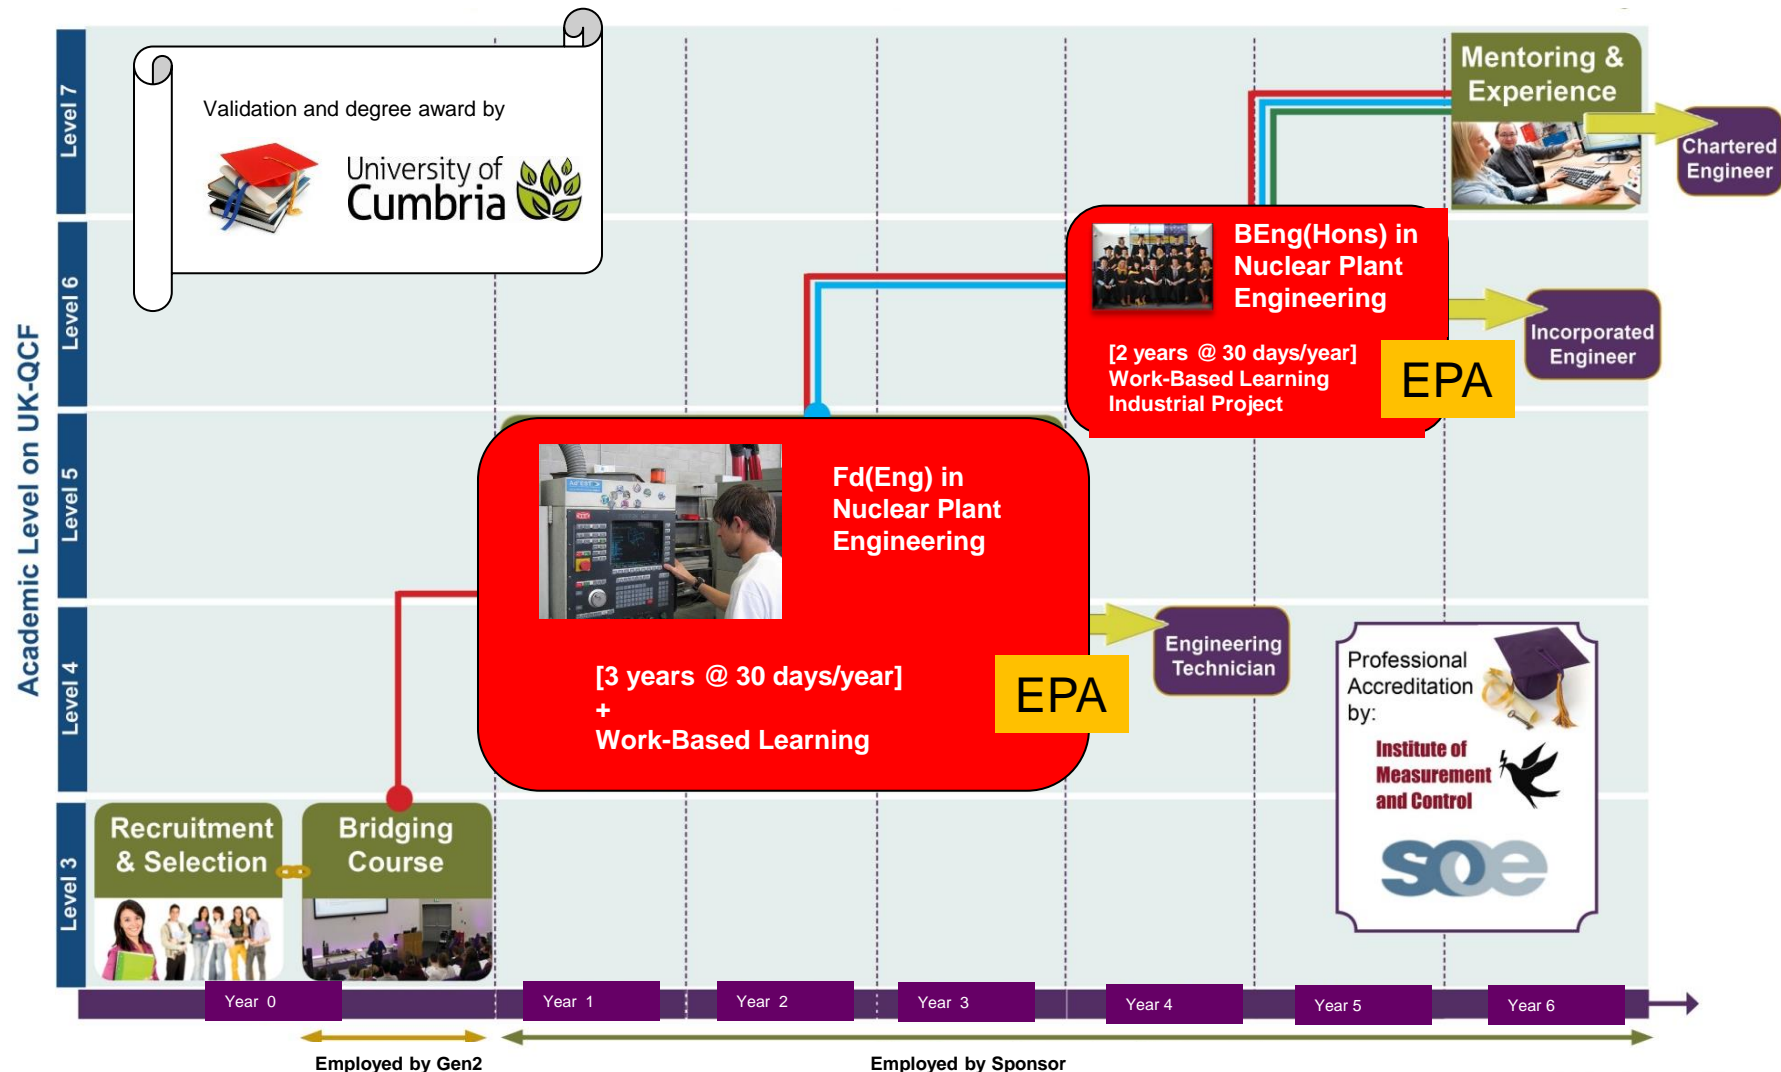 Academic Level on UK-QCF
Level 7
Level 6
Level 5
Level 4
Level 3
Validation and degree award by
University of
Cumbria
Mentoring &
Experience
Chartered
Engineer
BEng(Hons) in
Nuclear Plant
Engineering
[2 years @ 30 days/year]
Work-Based Learning
Industrial Project
EPA
Incorporated
Engineer
Fd(Eng) in
Nuclear Plant
Engineering
[3 years @ 30 days/year]
+
Work-Based Learning
EPA
Engineering
Technician
Professional
Accreditation
by:
Institute of
Measurement
and Control
soe
Recruitment
& Selection
Bridging
Course
Year 0
Year 1
Year 2
Year 3
Year 4
Year 5
Year 6
Employed by Gen2
Employed by Sponsor